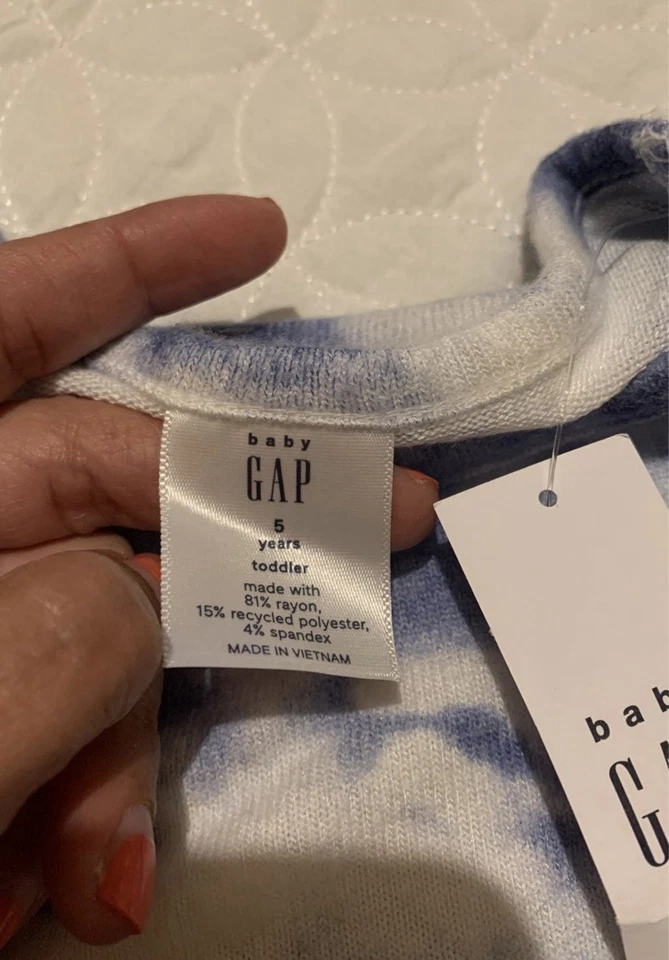 baby
GAP
5
years
toddler
made with
81% rayon,
15% recycled polyester,
4% spandex
MADE IN VIETNAM
bab
G